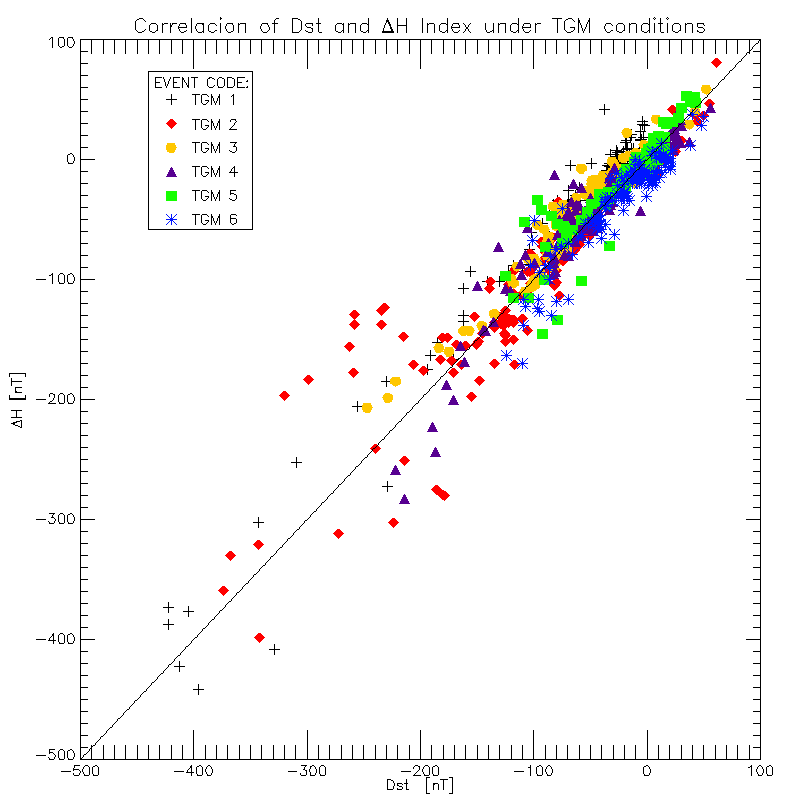 Correlacion of Dst and ΔH Index under TGM conditions
100
EVENT CODE:
TGM 1
TGM 2
TGM 3
TGM 4
TGM 5
TGM 6
0
-100
-200
-300
-400
-500
ΔH [nT]
-500 -400 -300 -200 -100 0 100
Dst [nT]